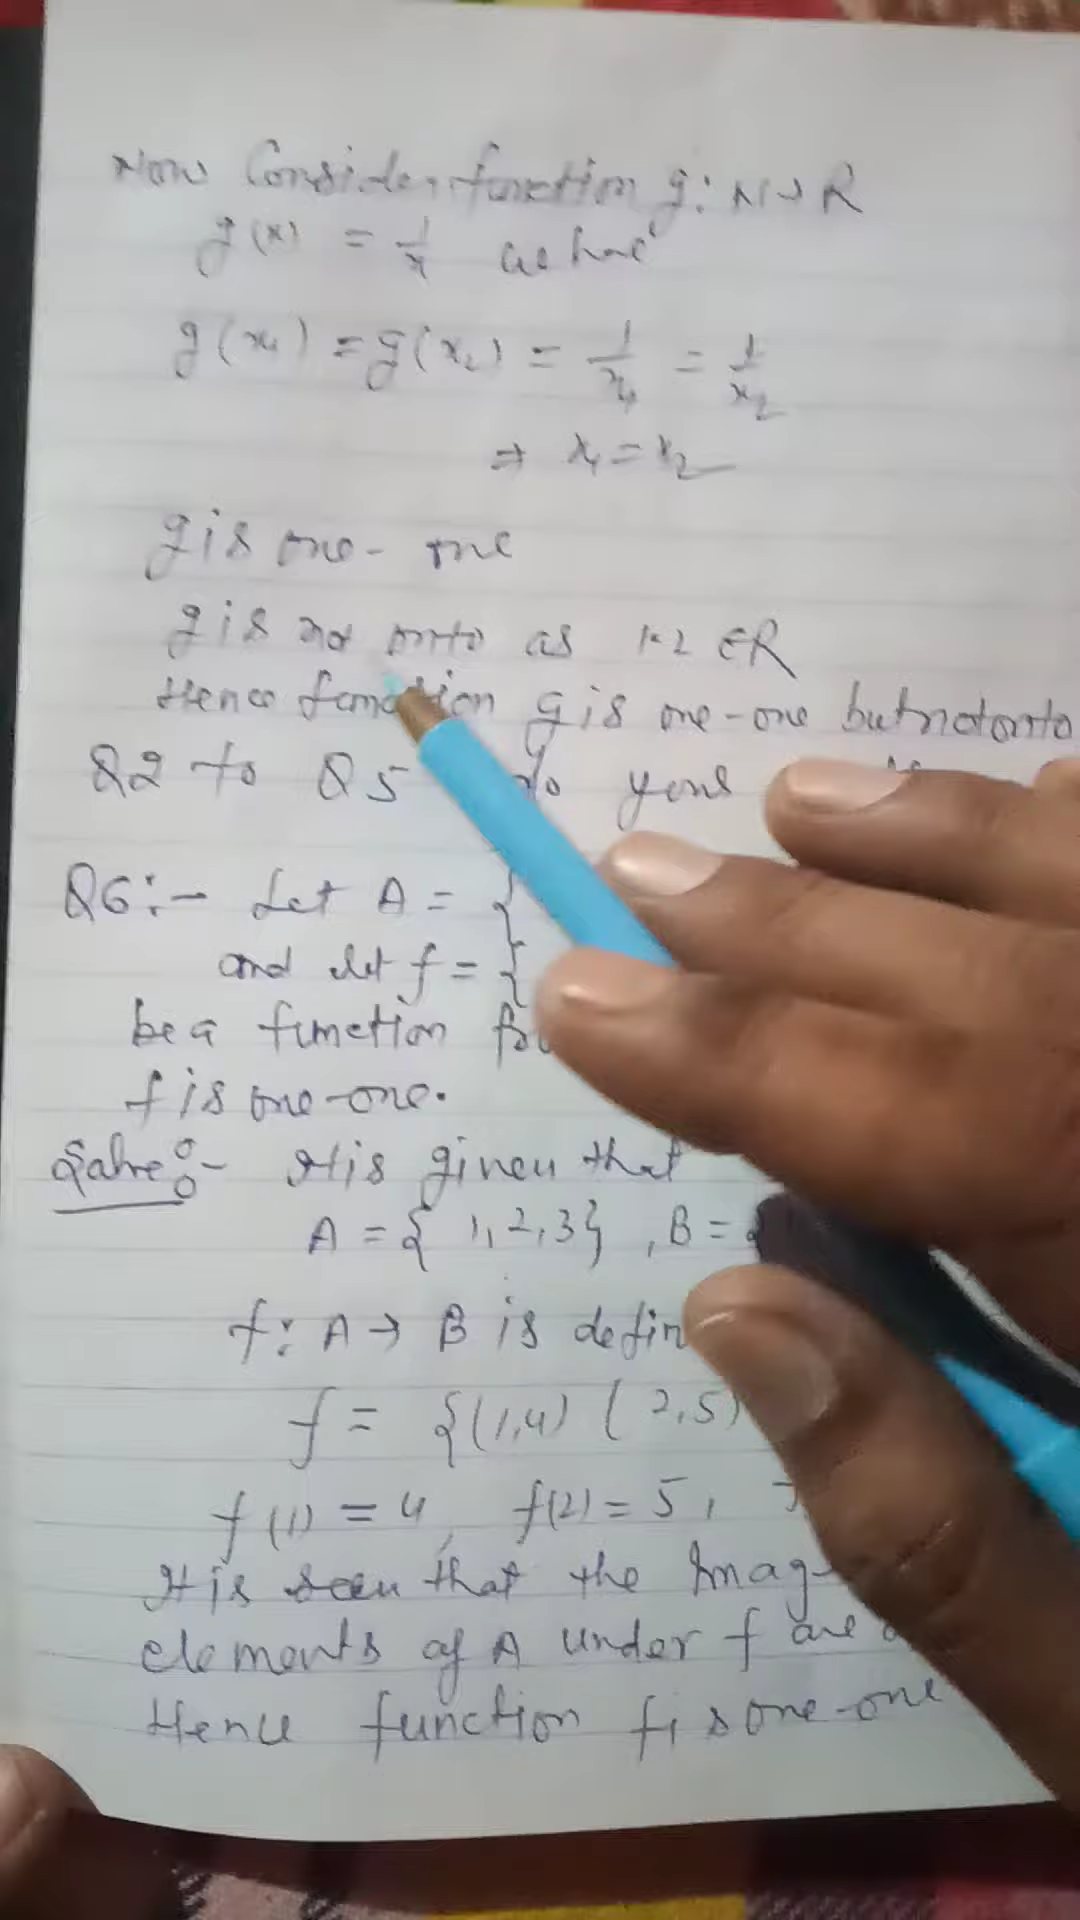 Now Consider function g: N→R
g(x) = 1/x we have
g(x₁) = g(x₂) = 1/x₁ = 1/x₂
⇒ x₁ = x₂
g is one-one
g is not onto as 1.2 ∈ R
Hence function g is one-one but not onto
Q2 to Q5 do
Q6:- Let A = {
and let f = {
be a function
f is one-one.
Solve:- It is given that
A = { 1, 2, 3} , B = {
f: A → B is defin
f = {(1,4) ( 2,5)
f(1) = 4, f(2) = 5,
It is seen that the Imag
elements of A under f are
Hence function f is one-one